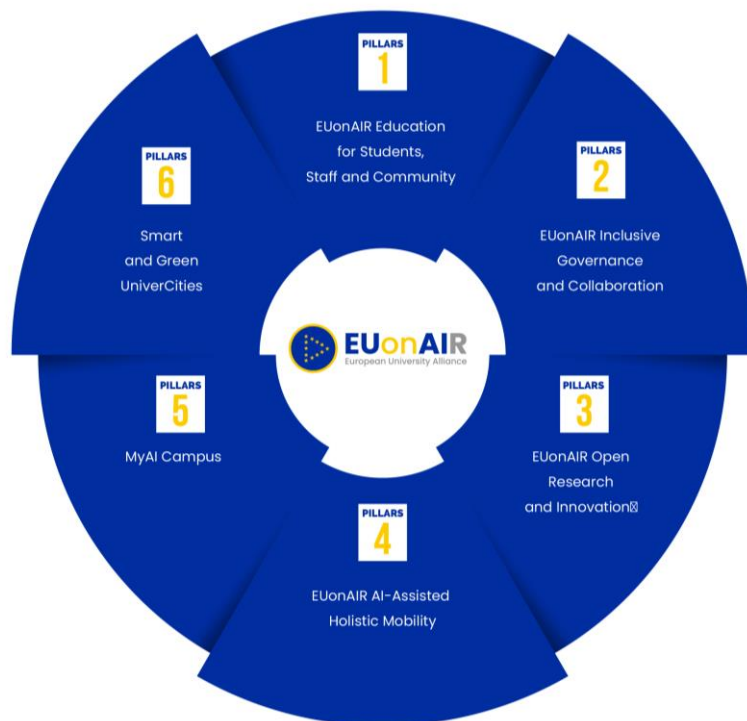 PILLARS
1
EUonAIR Education
for Students,
Staff and Community
PILLARS
2
EUonAIR Inclusive
Governance
and Collaboration
PILLARS
3
EUonAIR Open
Research
and Innovation
PILLARS
4
EUonAIR AI-Assisted
Holistic Mobility
PILLARS
5
MyAI Campus
PILLARS
6
Smart
and Green
UniverCities
EUonAIR
European University Alliance